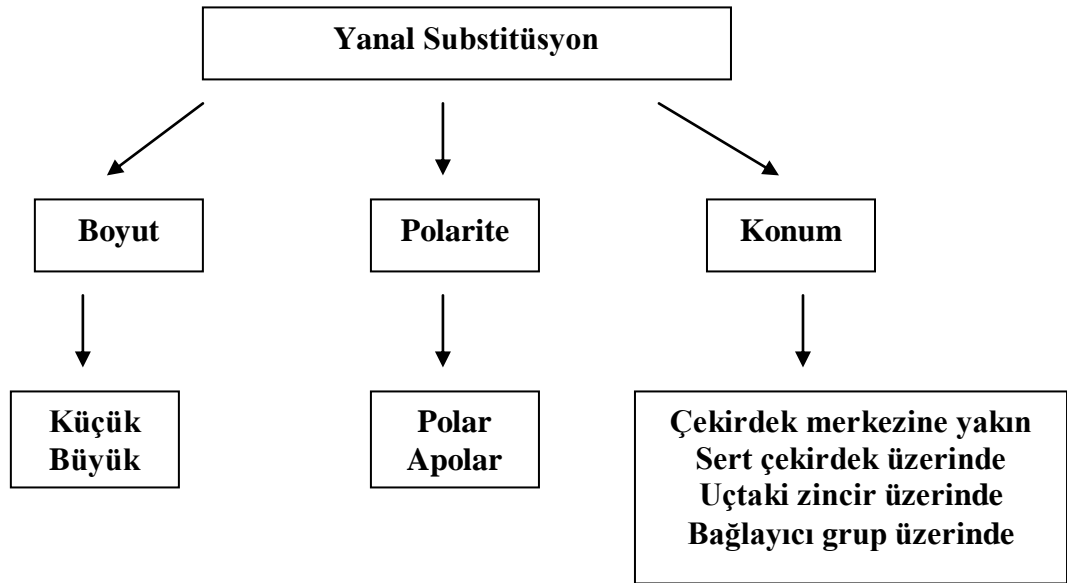 Yanal Substitüsyon
Boyut
Polarite
Konum
Küçük
Büyük
Polar
Apolar
Çekirdek merkezine yakın
Sert çekirdek üzerinde
Uçtaki zincir üzerinde
Bağlayıcı grup üzerinde